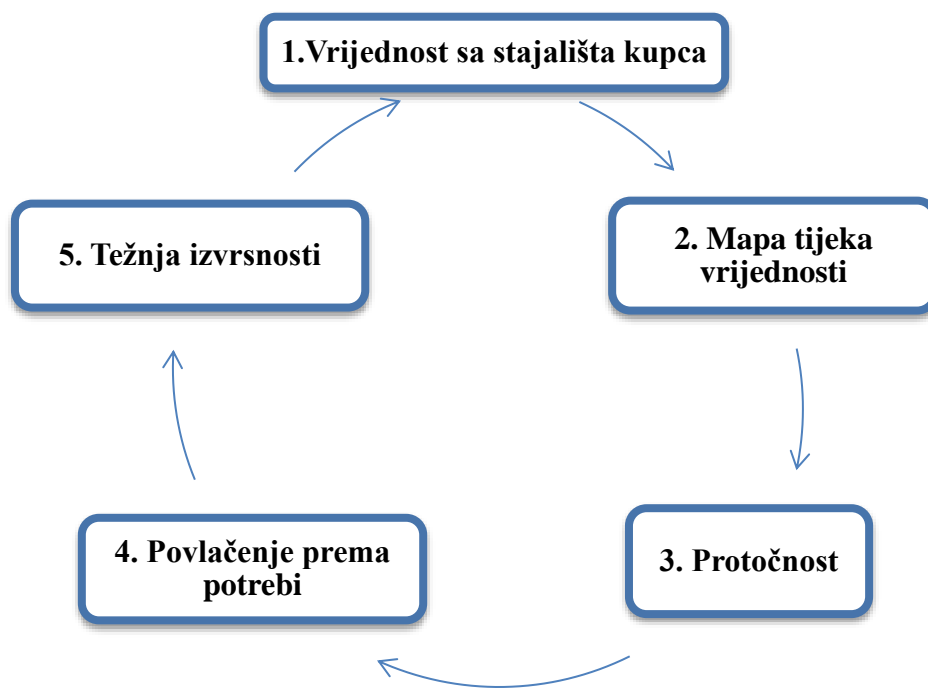 1.Vrijednost sa stajališta kupca
2. Mapa tijeka
vrijednosti
3. Protočnost
4. Povlačenje prema
potrebi
5. Težnja izvrsnosti